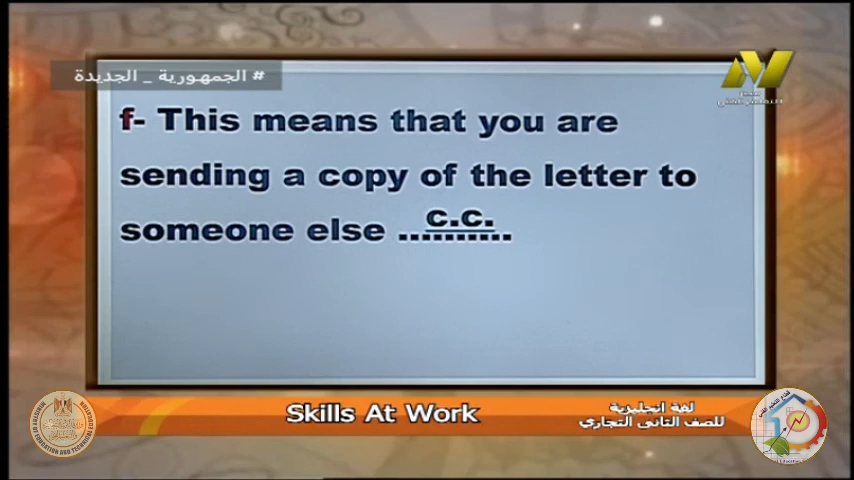 # الجمهورية _ الجديدة
f- This means that you are
sending a copy of the letter to
someone else ..........
c.c.
Skills At Work
لغة انجليزية
للصف الثانى التجاري